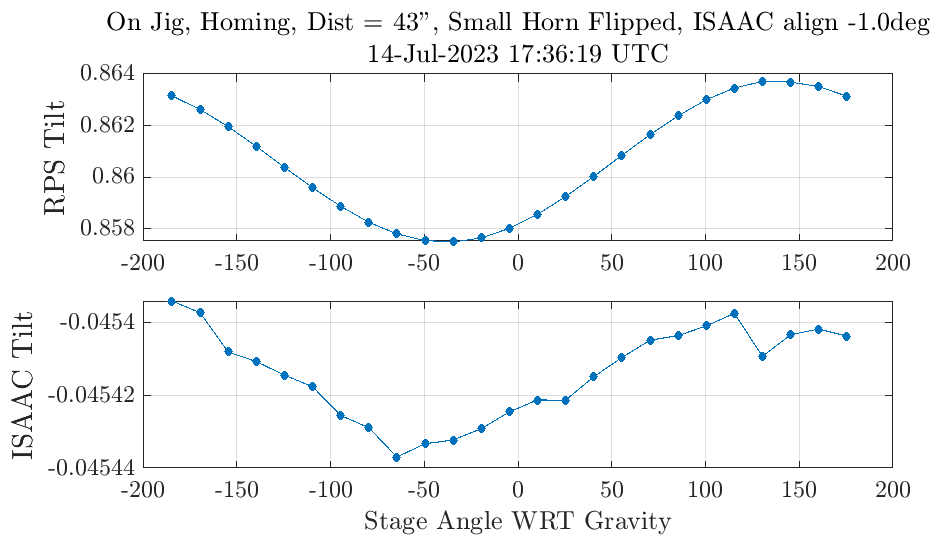 On Jig, Homing, Dist = 43", Small Horn Flipped, ISAAC align -1.0deg
14-Jul-2023 17:36:19 UTC
0.864
0.862
0.86
0.858
RPS Tilt
-200 -150 -100 -50 0 50 100 150 200
-0.0454
-0.04542
-0.04544
ISAAC Tilt
-200 -150 -100 -50 0 50 100 150 200
Stage Angle WRT Gravity